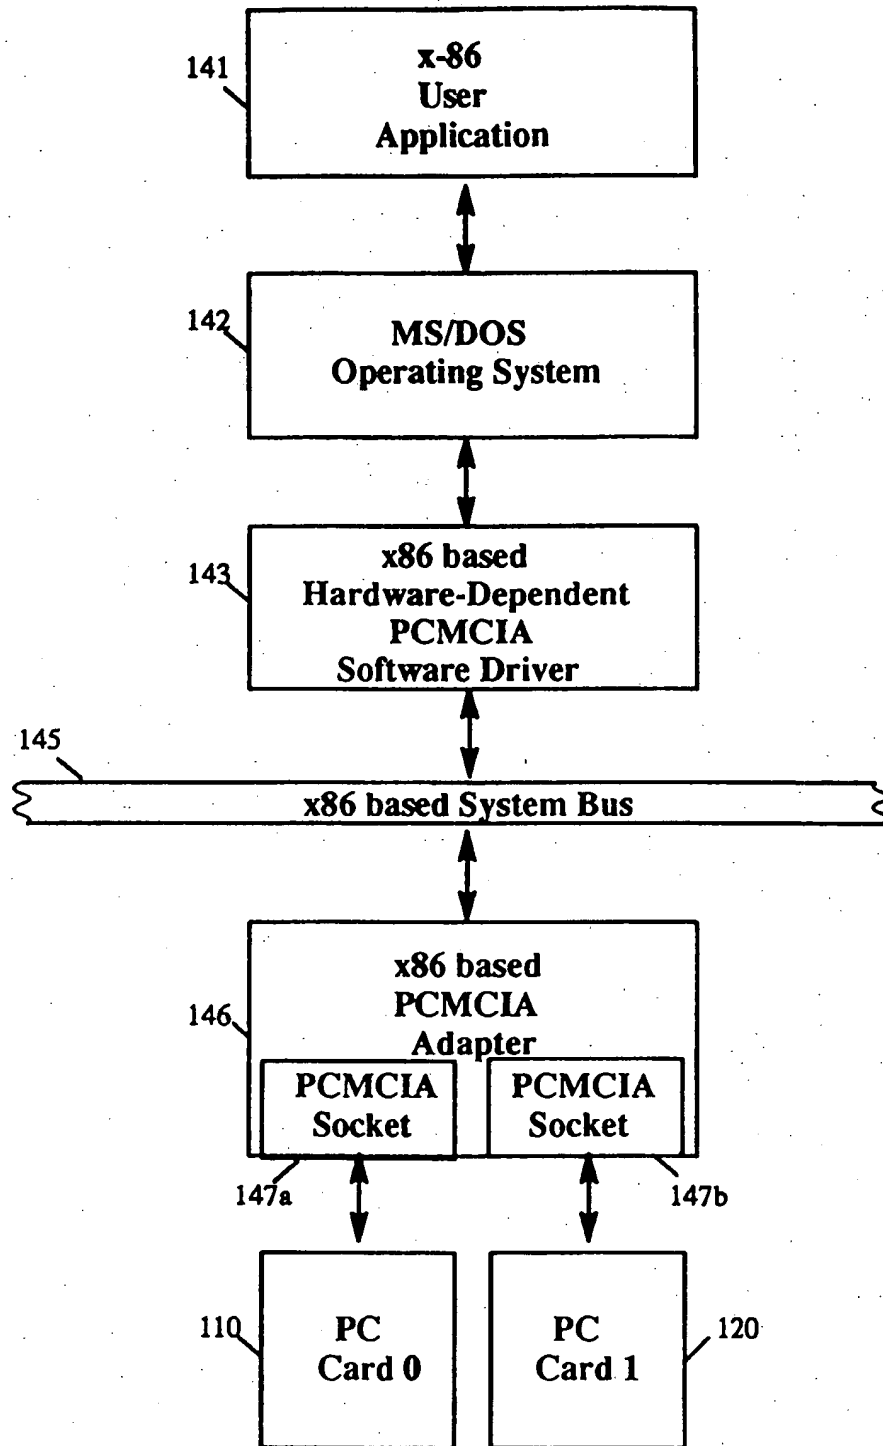 x-86
User
Application
141
MS/DOS
Operating System
142
x86 based
Hardware-Dependent
PCMCIA
Software Driver
143
145
x86 based System Bus
x86 based
PCMCIA
Adapter
146
PCMCIA
Socket
PCMCIA
Socket
147a
147b
110
PC
Card 0
PC
Card 1
120